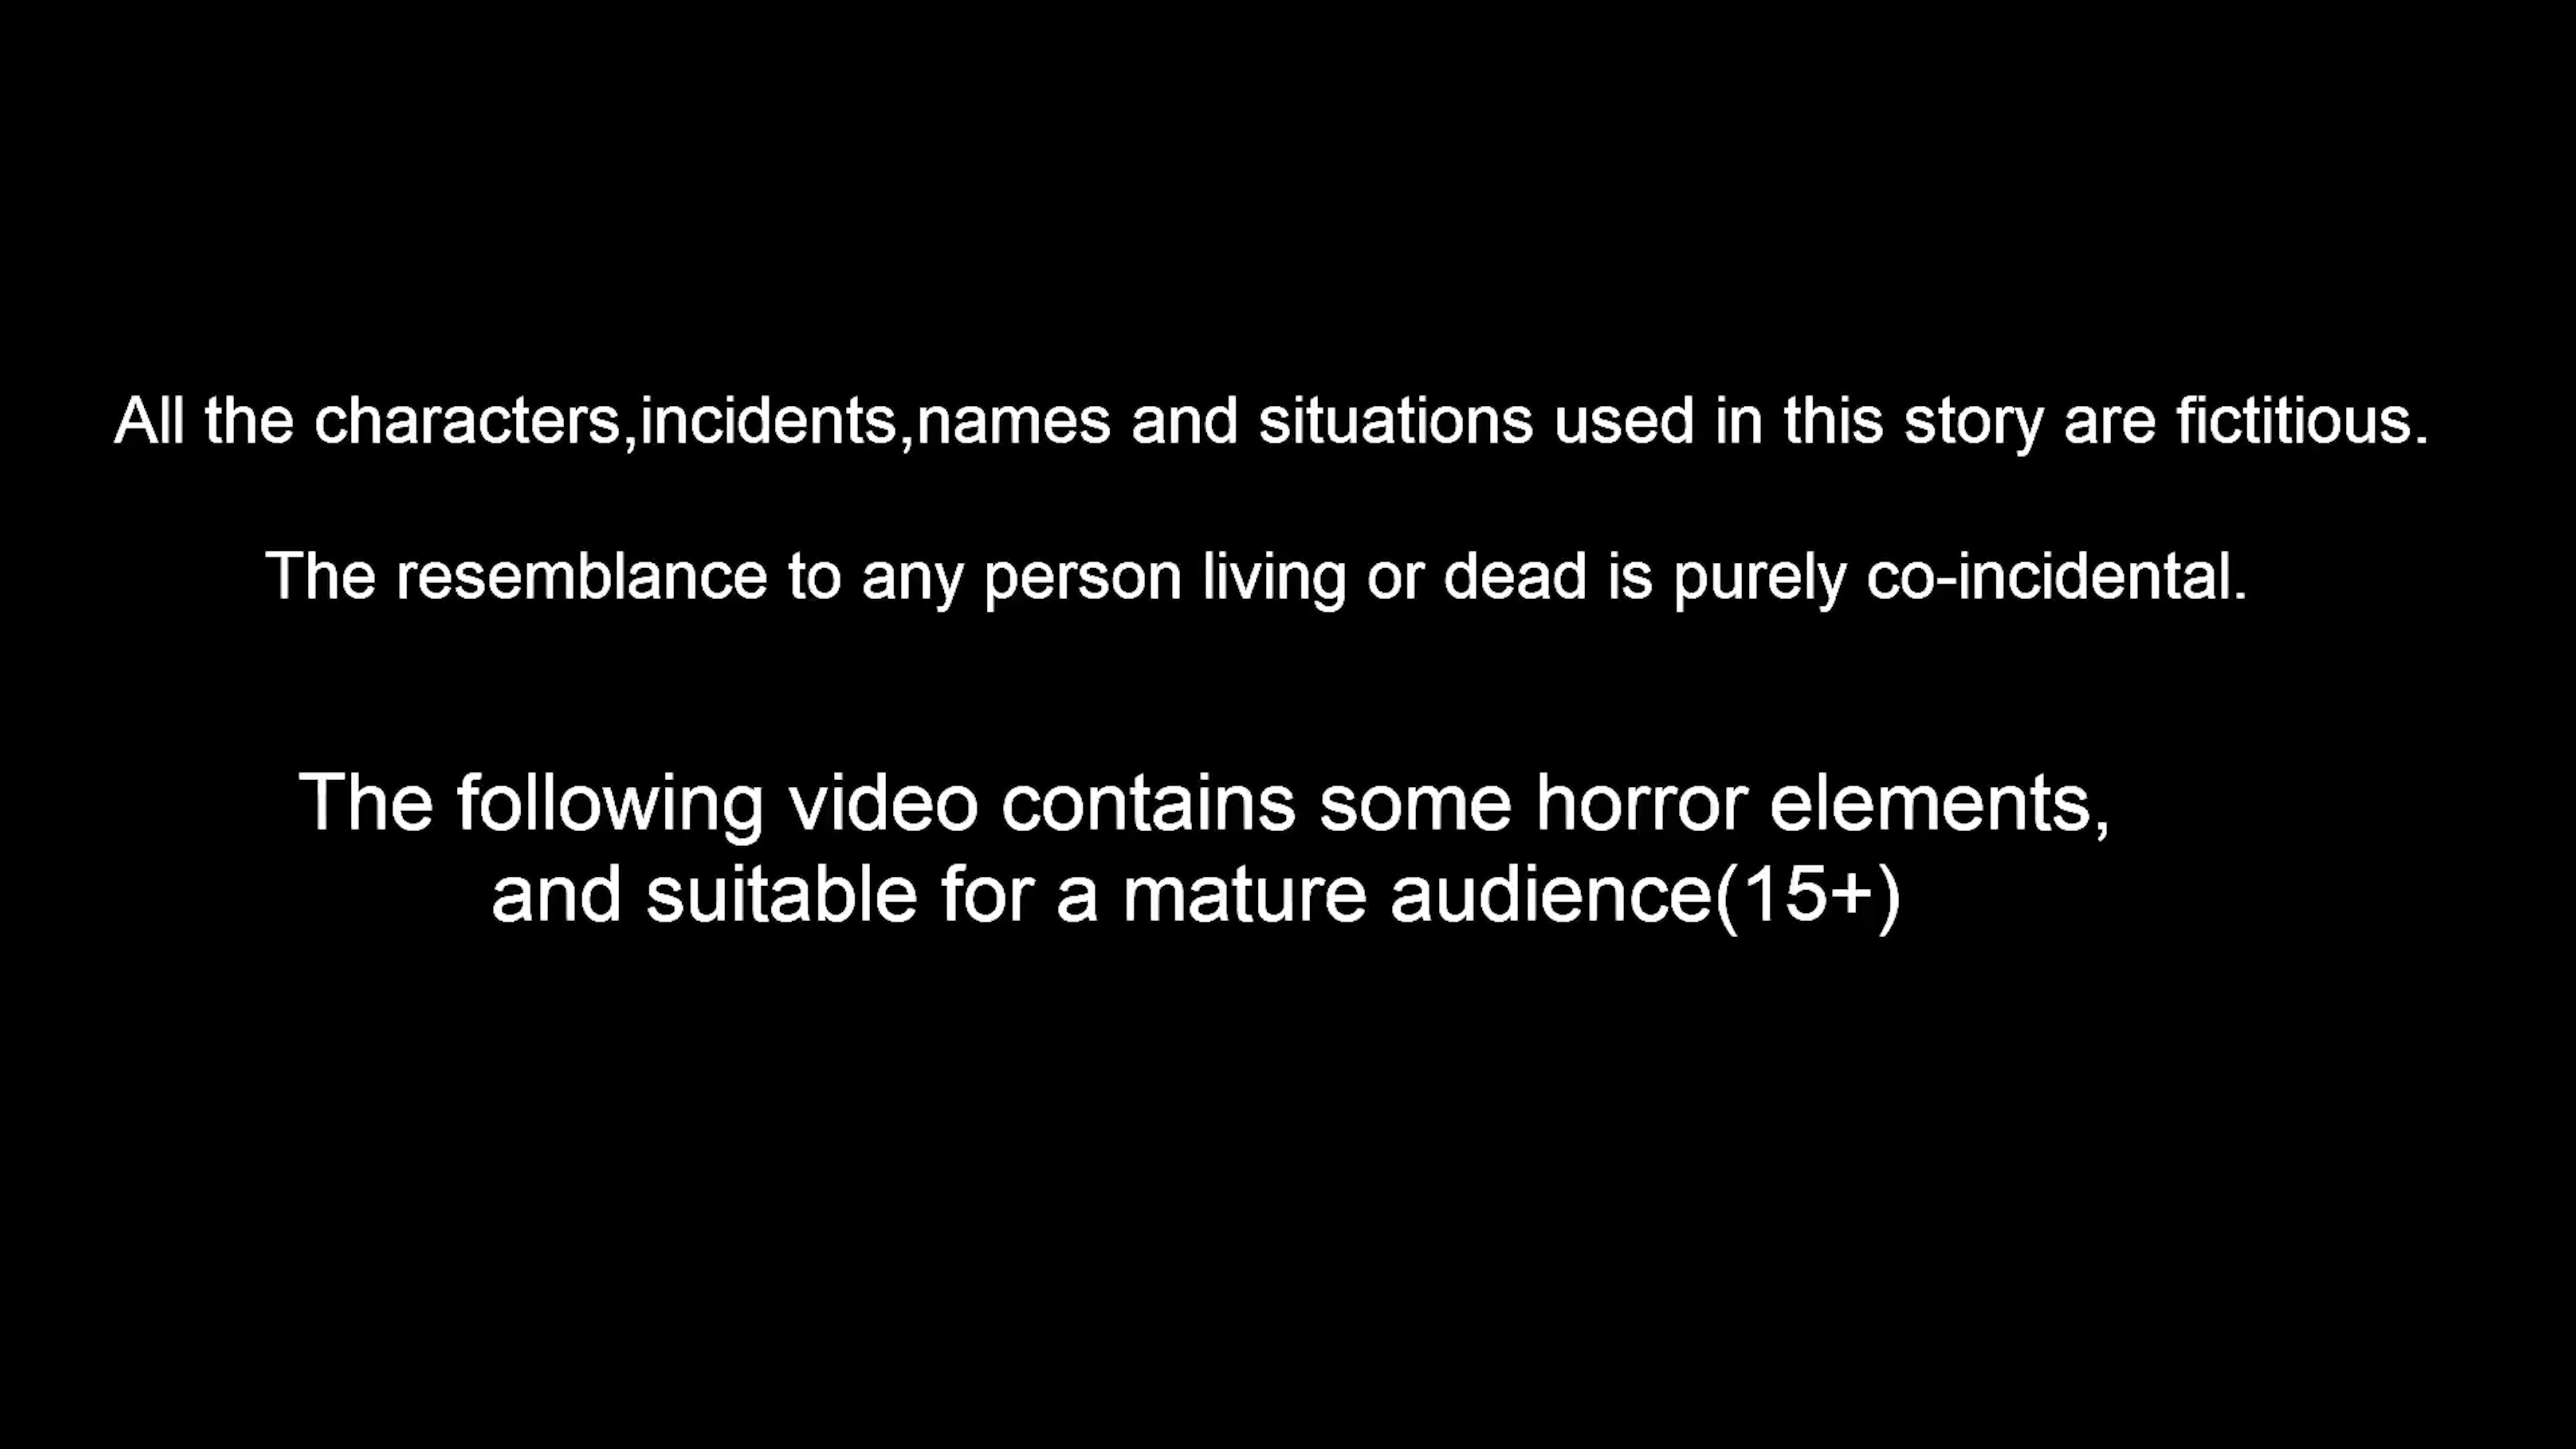 All the characters,incidents,names and situations used in this story are fictitious.
The resemblance to any person living or dead is purely co-incidental.
The following video contains some horror elements,
and suitable for a mature audience(15+)